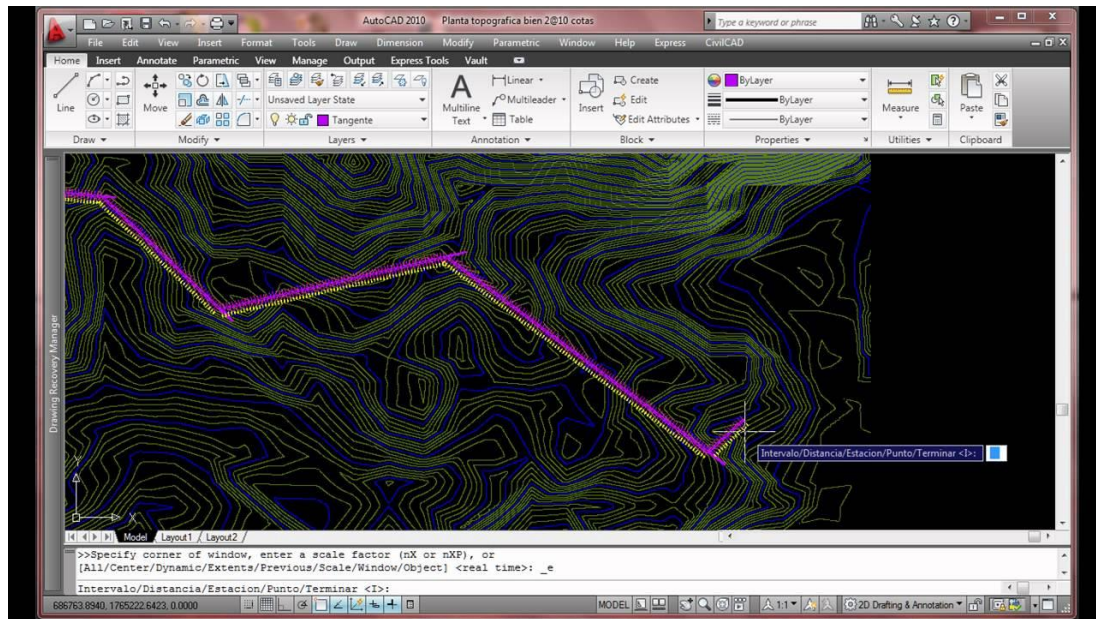 AutoCAD 2010 Planta topografica bien 2@10 cotas
Type a keyword or phrase
File Edit View Insert Format Tools Draw Dimension Modify Parametric Window Help Express CivilCAD
Home Insert Annotate Parametric View Manage Output Express Tools Vault
Line
Move
Unsaved Layer State
Tangente
Multiline Text
Linear
Multileader
Table
Insert
Create
Edit
Edit Attributes
ByLayer
ByLayer
ByLayer
Measure
Paste
Draw Modify Layers Annotation Block Properties Utilities Clipboard
Drawing Recovery Manager
Intervalo/Distancia/Estacion/Punto/Terminar <I>:
Y
X
Model Layout1 Layout2
>>Specify corner of window, enter a scale factor (nX or nXP), or
[All/Center/Dynamic/Extents/Previous/Scale/Window/Object] <real time>: _e
Intervalo/Distancia/Estacion/Punto/Terminar <I>:
686763.8940, 1765222.6423, 0.0000
MODEL
1:1
2D Drafting & Annotation